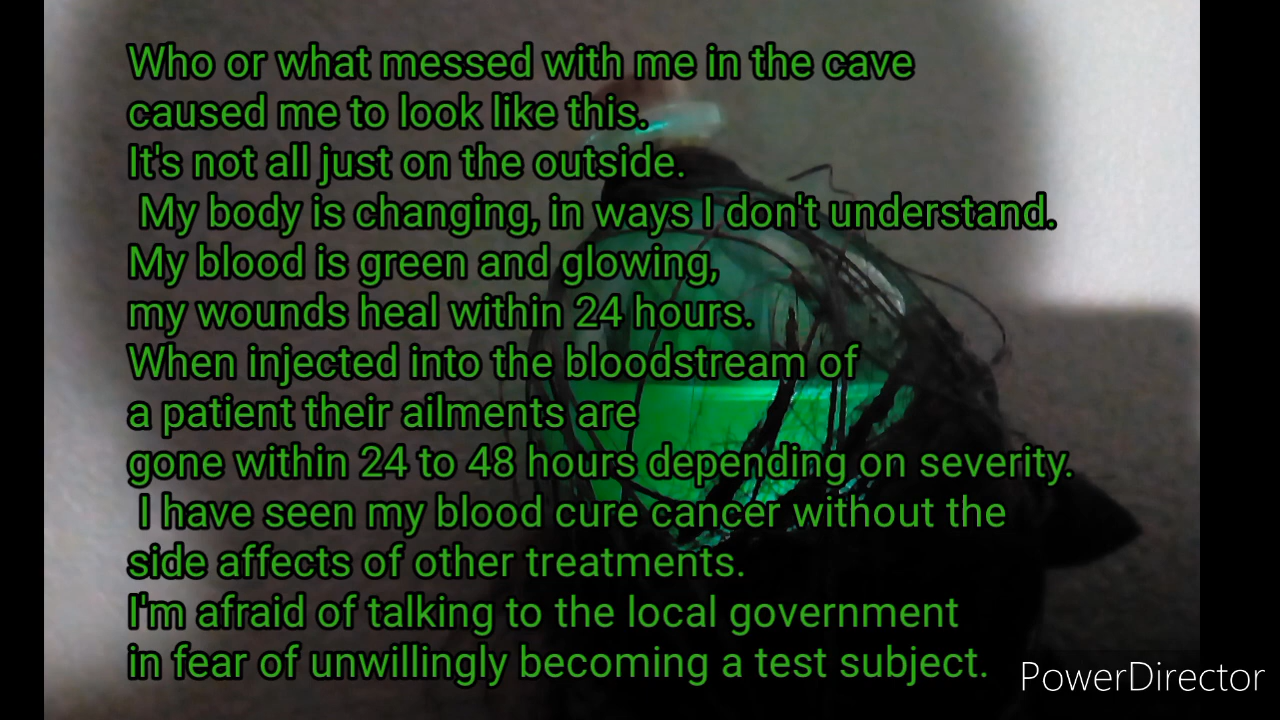 Who or what messed with me in the cave
caused me to look like this.
It's not all just on the outside.
My body is changing, in ways I don't understand.
My blood is green and glowing,
my wounds heal within 24 hours.
When injected into the bloodstream of
a patient their ailments are
gone within 24 to 48 hours depending on severity.
I have seen my blood cure cancer without the
side affects of other treatments.
I'm afraid of talking to the local government
in fear of unwillingly becoming a test subject.
PowerDirector